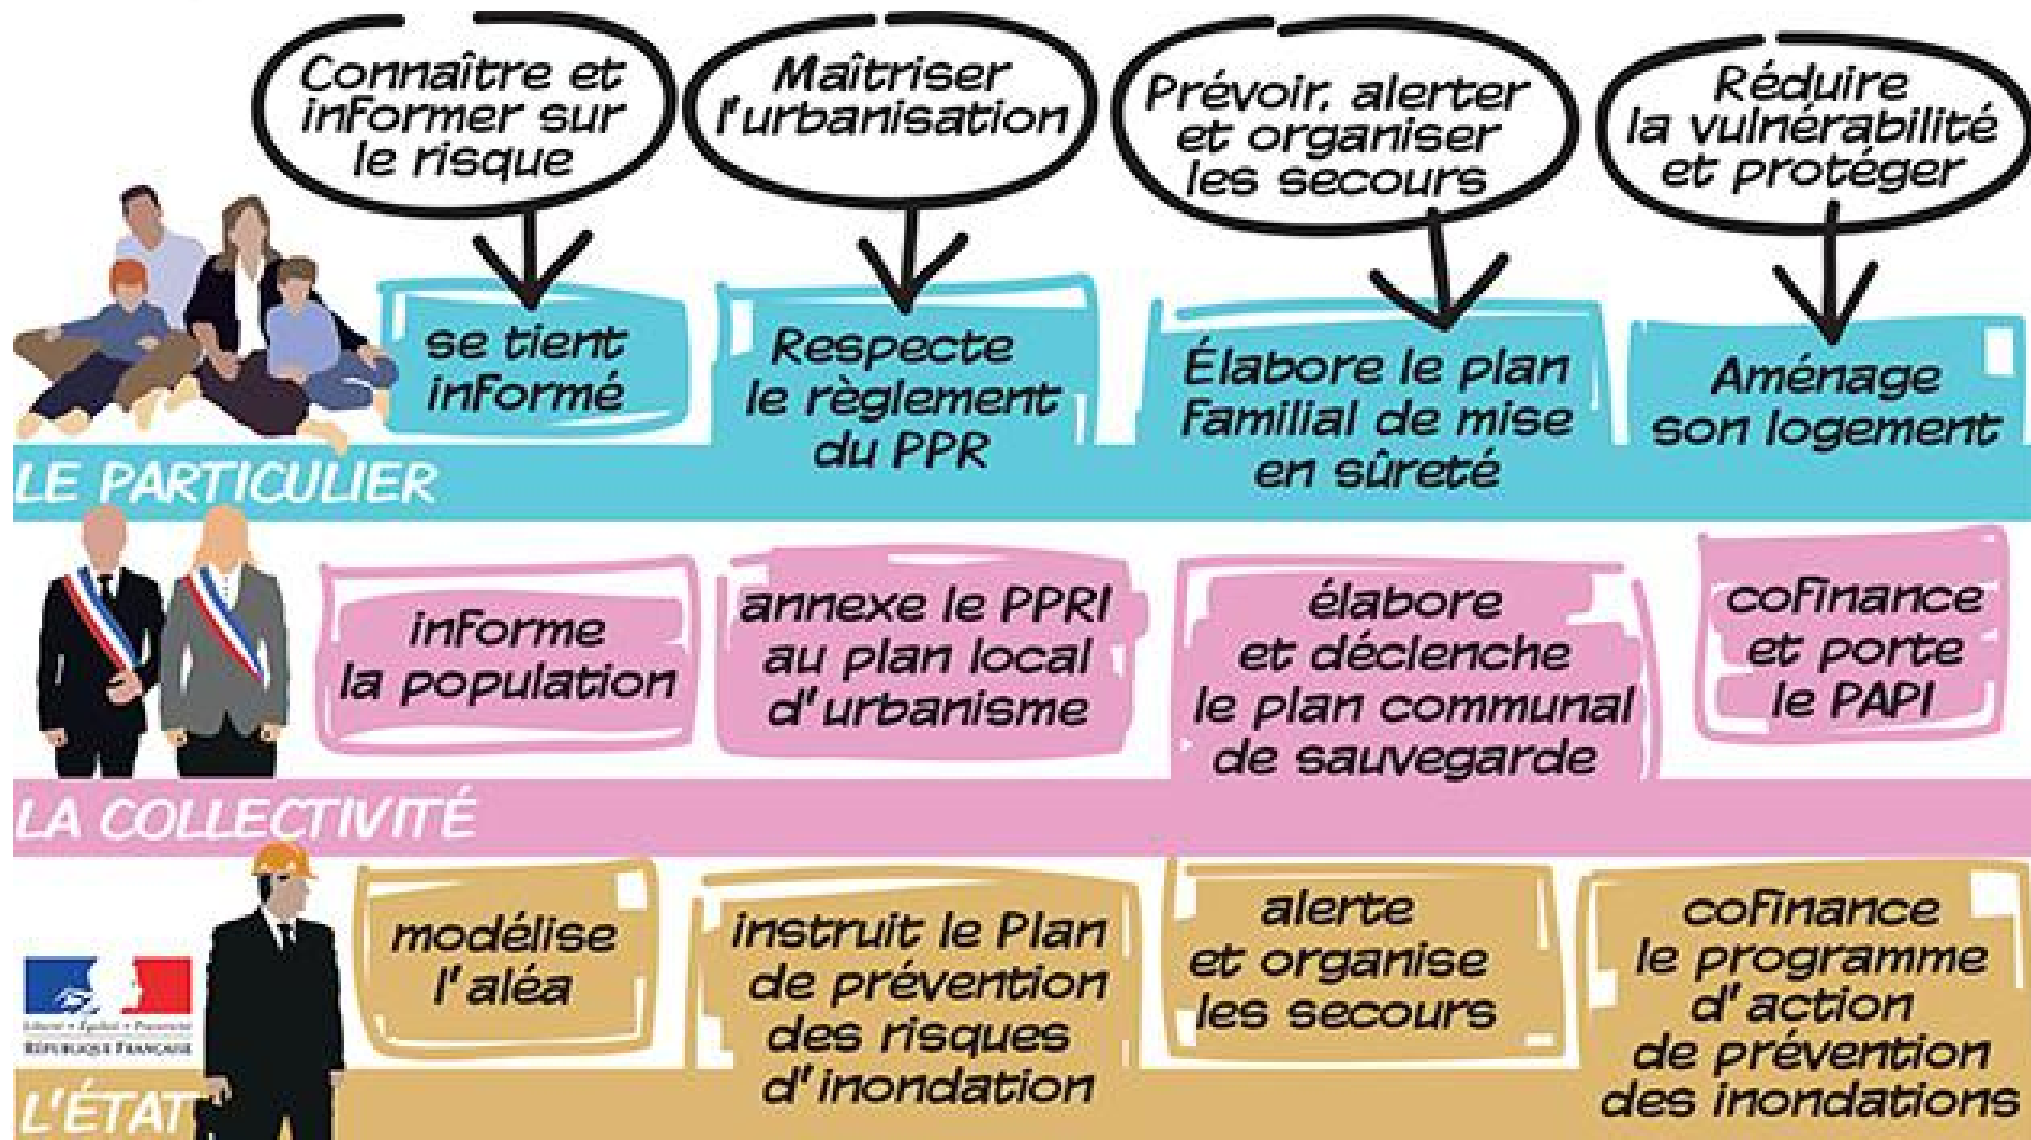 Connaître et
informer sur
le risque
Maîtriser
l'urbanisation
Prévoir, alerter
et organiser
les secours
Réduire
la vulnérabilité
et protéger
se tient
informé
Respecte
le règlement
du PPR
Élabore le plan
Familial de mise
en sûreté
Aménage
son logement
LE PARTICULIER
informe
la population
annexe le PPRI
au plan local
d'urbanisme
élabore
et déclenche
le plan communal
de sauvegarde
cofinance
et porte
le PAPI
LA COLLECTIVITÉ
modélise
l'aléa
instruit le Plan
de prévention
des risques
d'inondation
alerte
et organise
les secours
cofinance
le programme
d'action
de prévention
des inondations
Liberté • Égalité • Fraternité
RÉPUBLIQUE FRANÇAISE
L'ÉTAT